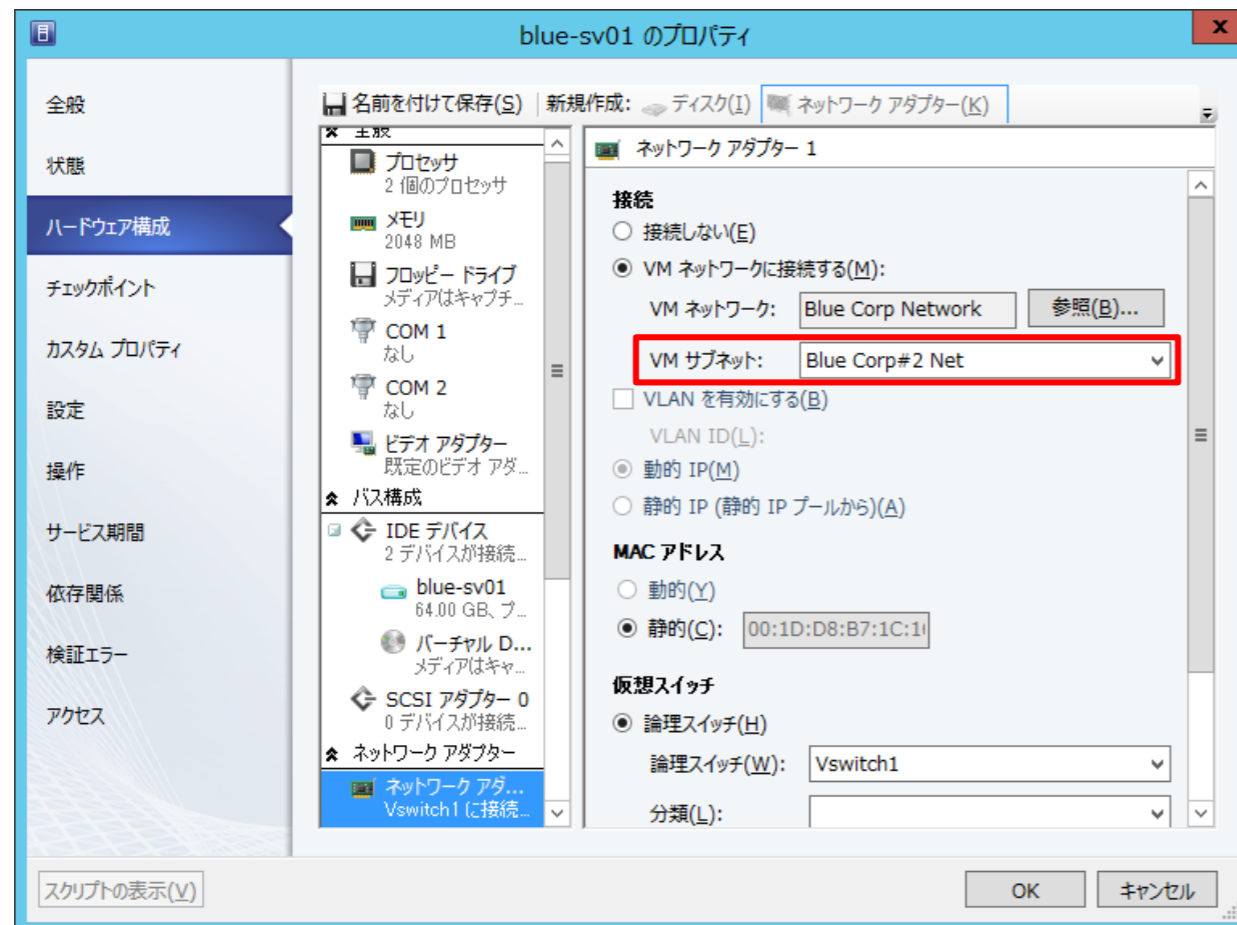 blue-sv01 のプロパティ
全般
状態
ハードウェア構成
チェックポイント
カスタム プロパティ
設定
操作
サービス期間
依存関係
検証エラー
アクセス
名前を付けて保存(S) 新規作成: ディスク(I) ネットワーク アダプター(K)
プロセッサ
2 個のプロセッサ
メモリ
2048 MB
フロッピー ドライブ
メディアはキャプチ...
COM 1
なし
COM 2
なし
ビデオ アダプター
既定のビデオ アダ...
バス構成
IDE デバイス
2 デバイスが接続...
blue-sv01
64.00 GB、プ...
バーチャル D...
メディアはキャ...
SCSI アダプター 0
0 デバイスが接続...
ネットワーク アダプター
ネットワーク アダ...
Vswitch1 に接続...
ネットワーク アダプター 1
接続
接続しない(E)
VM ネットワークに接続する(M):
VM ネットワーク: Blue Corp Network 参照(B)...
VM サブネット: Blue Corp#2 Net
VLAN を有効にする(B)
VLAN ID(L):
動的 IP(M)
静的 IP (静的 IP プールから)(A)
MAC アドレス
動的(Y)
静的(C): 00:1D:D8:B7:1C:1
仮想スイッチ
論理スイッチ(H)
論理スイッチ(W): Vswitch1
分類(L):
スクリプトの表示(V) OK キャンセル